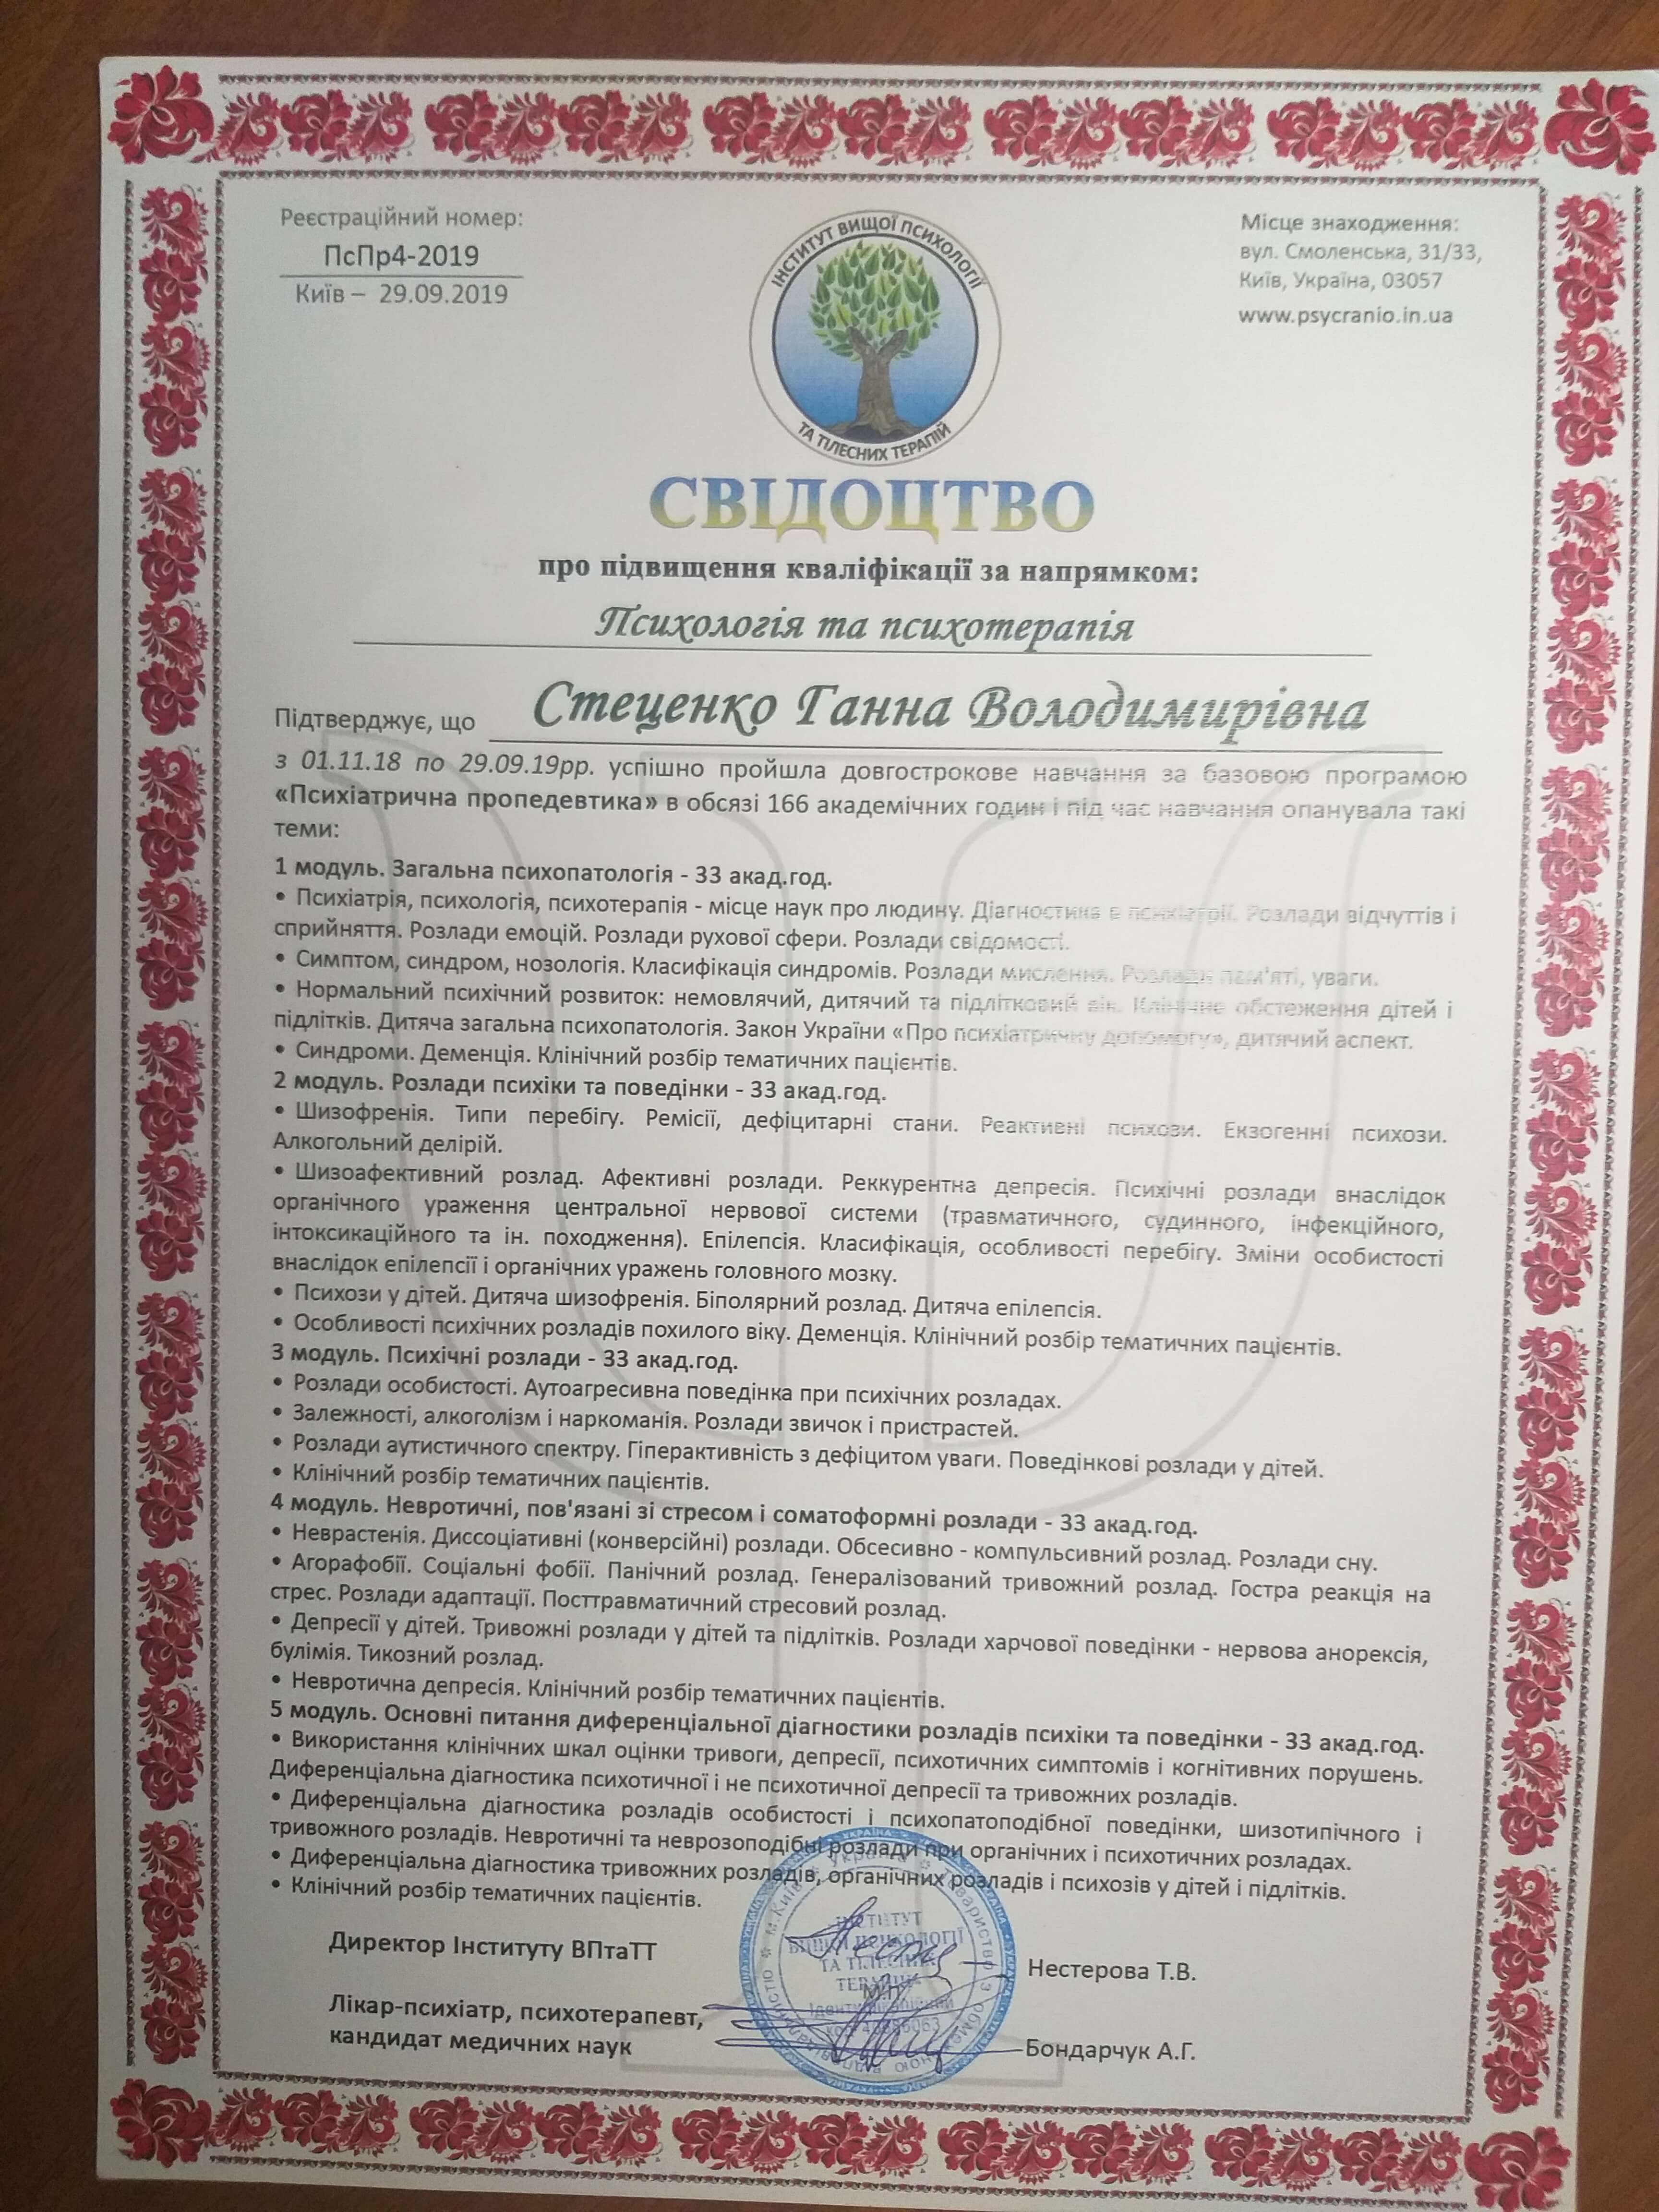 Реєстраційний номер:
ПсПр4-2019
Київ – 29.09.2019
ІНСТИТУТ ВИЩОЇ ПСИХОЛОГІЇ
ТА ТІЛЕСНИХ ТЕРАПІЙ
Місце знаходження:
вул. Смоленська, 31/33,
Київ, Україна, 03057
www.psycranio.in.ua
СВІДОЦТВО
про підвищення кваліфікації за напрямком:
Психологія та психотерапія
Підтверджує, що Стеценко Ганна Володимирівна
з 01.11.18 по 29.09.19рр. успішно пройшла довгострокове навчання за базовою програмою
«Психіатрична пропедевтика» в обсязі 166 академічних годин і під час навчання опанувала такі
теми:
1 модуль. Загальна психопатологія - 33 акад.год.
• Психіатрія, психологія, психотерапія - місце наук про людину. Діагностика в психіатрії. Розлади відчуттів і
сприйняття. Розлади емоцій. Розлади рухової сфери. Розлади свідомості.
• Симптом, синдром, нозологія. Класифікація синдромів. Розлади мислення. Розлади пам'яті, уваги.
• Нормальний психічний розвиток: немовлячий, дитячий та підлітковий вік. Клінічне обстеження дітей і
підлітків. Дитяча загальна психопатологія. Закон України «Про психіатричну допомогу», дитячий аспект.
• Синдроми. Деменція. Клінічний розбір тематичних пацієнтів.
2 модуль. Розлади психіки та поведінки - 33 акад.год.
• Шизофренія. Типи перебігу. Ремісії, дефіцитарні стани. Реактивні психози. Екзогенні психози.
Алкогольний делірій.
• Шизоафективний розлад. Афективні розлади. Реккурентна депресія. Психічні розлади внаслідок
органічного ураження центральної нервової системи (травматичного, судинного, інфекційного,
інтоксикаційного та ін. походження). Епілепсія. Класифікація, особливості перебігу. Зміни особистості
внаслідок епілепсії і органічних уражень головного мозку.
• Психози у дітей. Дитяча шизофренія. Біполярний розлад. Дитяча епілепсія.
• Особливості психічних розладів похилого віку. Деменція. Клінічний розбір тематичних пацієнтів.
3 модуль. Психічні розлади - 33 акад.год.
• Розлади особистості. Аутоагресивна поведінка при психічних розладах.
• Залежності, алкоголізм і наркоманія. Розлади звичок і пристрастей.
• Розлади аутистичного спектру. Гіперактивність з дефіцитом уваги. Поведінкові розлади у дітей.
• Клінічний розбір тематичних пацієнтів.
4 модуль. Невротичні, пов'язані зі стресом і соматоформні розлади - 33 акад.год.
• Неврастенія. Диссоціативні (конверсійні) розлади. Обсесивно - компульсивний розлад. Розлади сну.
• Агорафобії. Соціальні фобії. Панічний розлад. Генералізований тривожний розлад. Гостра реакція на
стрес. Розлади адаптації. Посттравматичний стресовий розлад.
• Депресії у дітей. Тривожні розлади у дітей та підлітків. Розлади харчової поведінки - нервова анорексія,
булімія. Тикозний розлад.
• Невротична депресія. Клінічний розбір тематичних пацієнтів.
5 модуль. Основні питання диференціальної діагностики розладів психіки та поведінки - 33 акад.год.
• Використання клінічних шкал оцінки тривоги, депресії, психотичних симптомів і когнітивних порушень.
Диференціальна діагностика психотичної і не психотичної депресії та тривожних розладів.
• Диференціальна діагностика розладів особистості і психопатоподібної поведінки, шизотипічного і
тривожного розладів. Невротичні та неврозоподібні розлади при органічних і психотичних розладах.
• Диференціальна діагностика тривожних розладів, органічних розладів і психозів у дітей і підлітків.
• Клінічний розбір тематичних пацієнтів.
Директор Інституту ВПтаТТ
Нестерова Т.В.
М.п.
Лікар-психіатр, психотерапевт,
кандидат медичних наук
Бондарчук А.Г.
ІНСТИТУТ
ВИЩОЇ ПСИХОЛОГІЇ
ТА ТІЛЕСНИХ
ТЕРАПІЙ